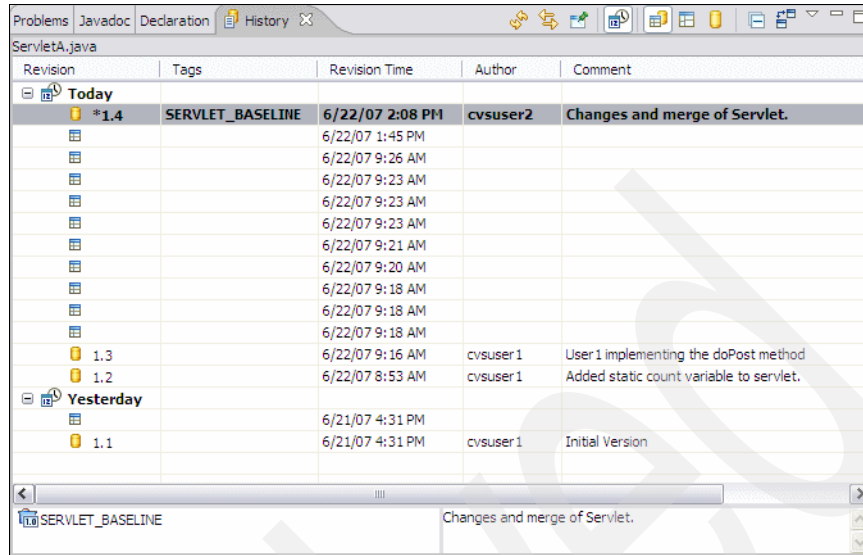 Problems Javadoc Declaration History
ServletA.java
Revision Tags Revision Time Author Comment
Today
*1.4 SERVLET_BASELINE 6/22/07 2:08 PM cvsuser2 Changes and merge of Servlet.
6/22/07 1:45 PM
6/22/07 9:26 AM
6/22/07 9:23 AM
6/22/07 9:23 AM
6/22/07 9:23 AM
6/22/07 9:21 AM
6/22/07 9:20 AM
6/22/07 9:18 AM
6/22/07 9:18 AM
6/22/07 9:18 AM
1.3 6/22/07 9:16 AM cvsuser1 User1 implementing the doPost method
1.2 6/22/07 8:53 AM cvsuser1 Added static count variable to servlet.
Yesterday
6/21/07 4:31 PM
1.1 6/21/07 4:31 PM cvsuser1 Initial Version
SERVLET_BASELINE Changes and merge of Servlet.